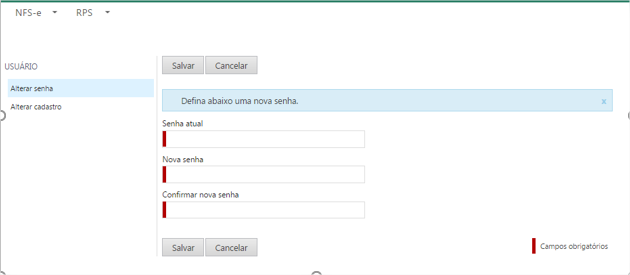 NFS-e RPS
USUÁRIO
Alterar senha
Alterar cadastro
Salvar Cancelar
Defina abaixo uma nova senha. x
Senha atual
Nova senha
Confirmar nova senha
Salvar Cancelar
Campos obrigatórios